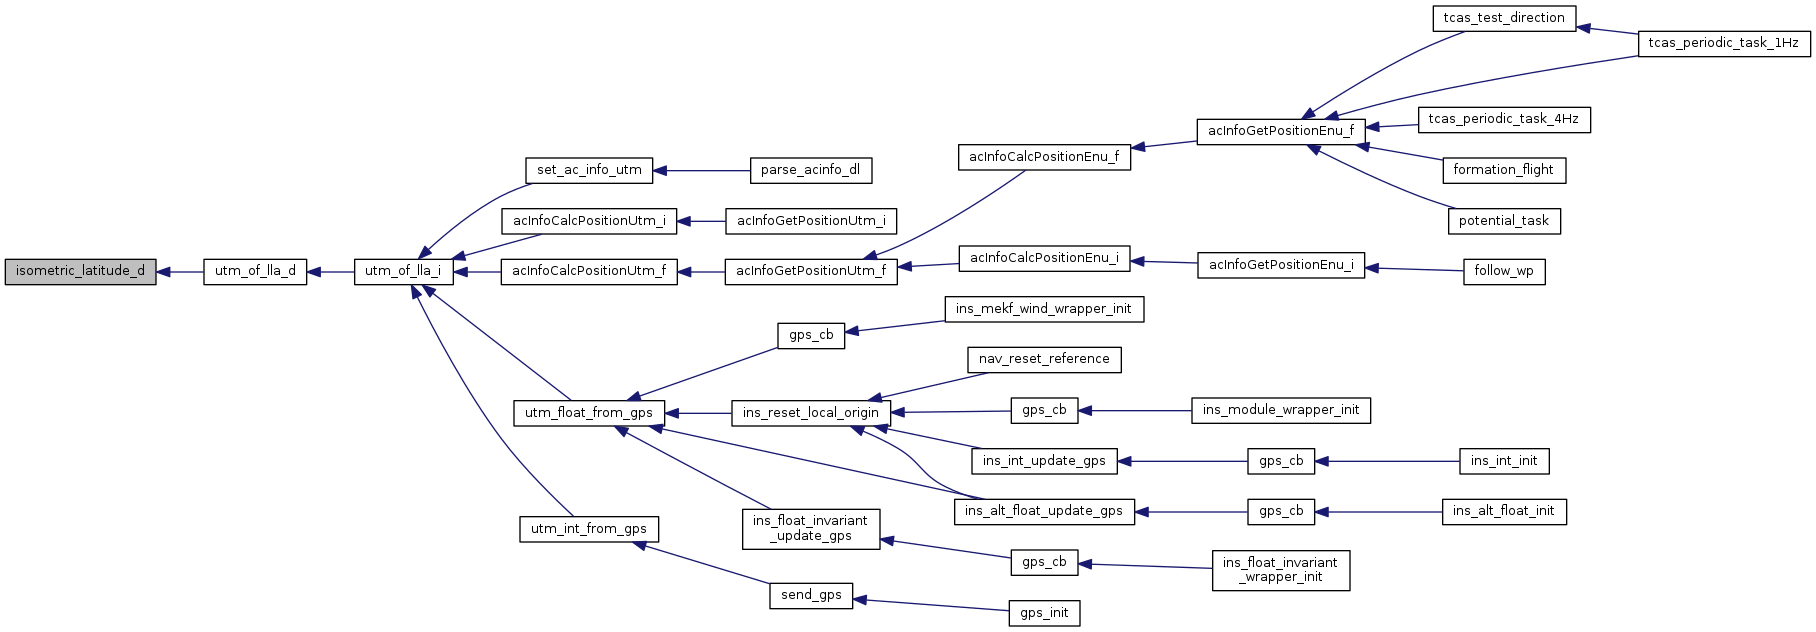 tcas_test_direction
tcas_periodic_task_1Hz
tcas_periodic_task_4Hz
acInfoGetPositionEnu_f
acInfoCalcPositionEnu_f
set_ac_info_utm
parse_acinfo_dl
formation_flight
acInfoCalcPositionUtm_i
acInfoGetPositionUtm_i
potential_task
isometric_latitude_d
utm_of_lla_d
utm_of_lla_i
acInfoCalcPositionUtm_f
acInfoGetPositionUtm_f
acInfoCalcPositionEnu_i
acInfoGetPositionEnu_i
follow_wp
gps_cb
ins_mekf_wind_wrapper_init
nav_reset_reference
utm_float_from_gps
ins_reset_local_origin
gps_cb
ins_module_wrapper_init
ins_int_update_gps
gps_cb
ins_int_init
ins_alt_float_update_gps
gps_cb
ins_alt_float_init
utm_int_from_gps
ins_float_invariant
_update_gps
gps_cb
ins_float_invariant
_wrapper_init
send_gps
gps_init